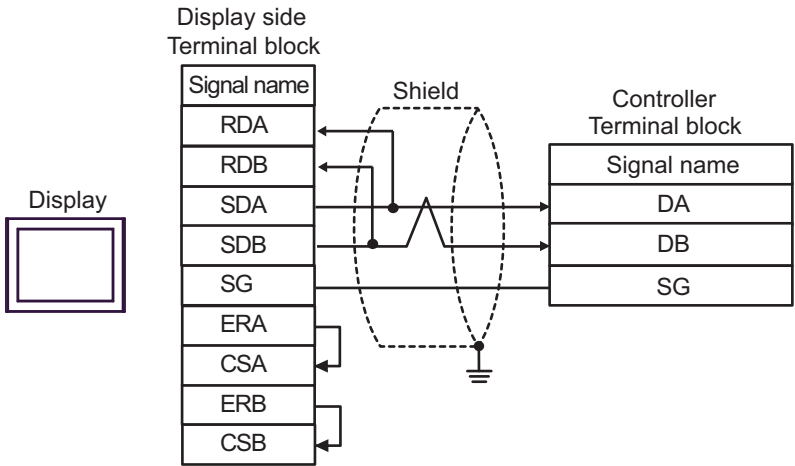 Display side
Terminal block
Signal name
RDA
RDB
SDA
SDB
SG
ERA
CSA
ERB
CSB
Display
Shield
Controller
Terminal block
Signal name
DA
DB
SG